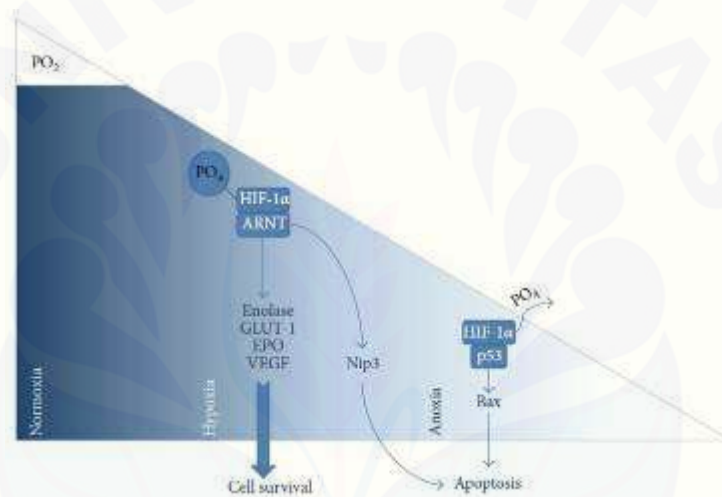 PO₂
PO₄
HIF-1α
ARNT
Enolase
GLUT-1
EPO
VEGF
Nip3
PO₄
HIF-1α
p53
Rax
Normoxia
Hypoxia
Anoxia
Cell survival
Apoptosis